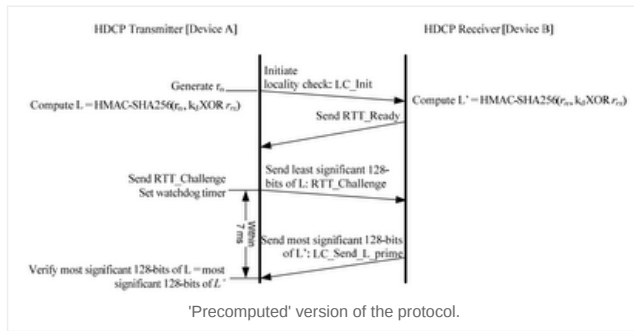 HDCP Transmitter [Device A]
HDCP Receiver [Device B]
Generate rn
Initiate
locality check: LC_Init
Compute L = HMAC-SHA256(rn, kd XOR rrx)
Compute L' = HMAC-SHA256(rn, kd XOR rrx)
Send RTT_Ready
Send RTT_Challenge
Set watchdog timer
Send least significant 128-
bits of L: RTT_Challenge
Within
7 ms
Send most significant 128-bits
of L': LC_Send_L_prime
Verify most significant 128-bits of L = most
significant 128-bits of L'
'Precomputed' version of the protocol.